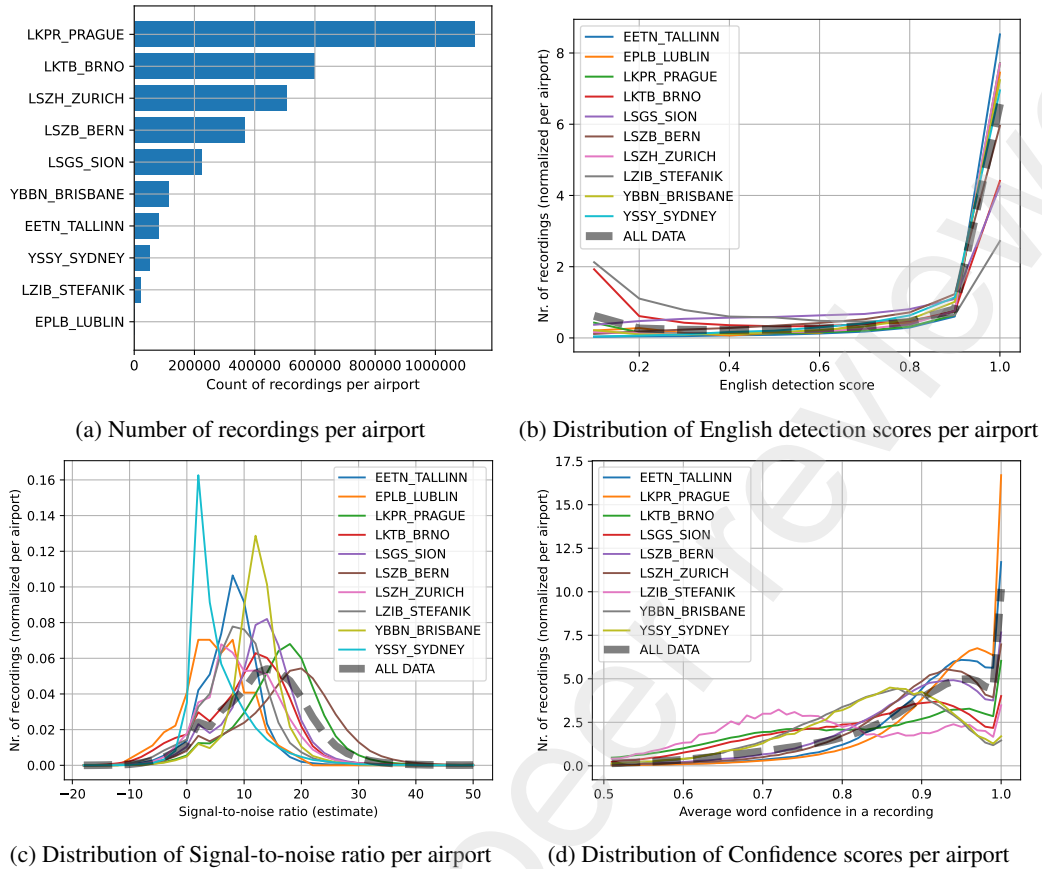 LKPR_PRAGUE
LKTB_BRNO
LSZH_ZURICH
LSZB_BERN
LSGS_SION
YBBN_BRISBANE
EETN_TALLINN
YSSY_SYDNEY
LZIB_STEFANIK
EPLB_LUBLIN
0 200000 400000 600000 800000 1000000
Count of recordings per airport
(a) Number of recordings per airport
Nr. of recordings (normalized per airport)
8
6
4
2
0
EETN_TALLINN
EPLB_LUBLIN
LKPR_PRAGUE
LKTB_BRNO
LSGS_SION
LSZB_BERN
LSZH_ZURICH
LZIB_STEFANIK
YBBN_BRISBANE
YSSY_SYDNEY
ALL DATA
0.2 0.4 0.6 0.8 1.0
English detection score
(b) Distribution of English detection scores per airport
Nr. of recordings (normalized per airport)
0.16
0.14
0.12
0.10
0.08
0.06
0.04
0.02
0.00
EETN_TALLINN
EPLB_LUBLIN
LKPR_PRAGUE
LKTB_BRNO
LSGS_SION
LSZB_BERN
LSZH_ZURICH
LZIB_STEFANIK
YBBN_BRISBANE
YSSY_SYDNEY
ALL DATA
−20 −10 0 10 20 30 40 50
Signal-to-noise ratio (estimate)
(c) Distribution of Signal-to-noise ratio per airport
Nr. of recordings (normalized per airport)
17.5
15.0
12.5
10.0
7.5
5.0
2.5
0.0
EETN_TALLINN
LKPR_PRAGUE
LKTB_BRNO
LSGS_SION
LSZB_BERN
LSZH_ZURICH
LZIB_STEFANIK
YBBN_BRISBANE
YSSY_SYDNEY
ALL DATA
0.5 0.6 0.7 0.8 0.9 1.0
Average word confidence in a recording
(d) Distribution of Confidence scores per airport
peer review